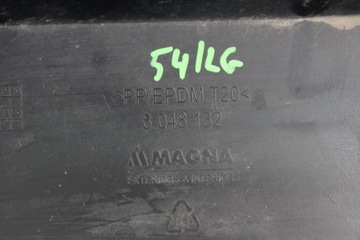 54/LG
>PP/EPDM T20<
8 048 132
MAGNA
EXTERIORS & INTERIORS